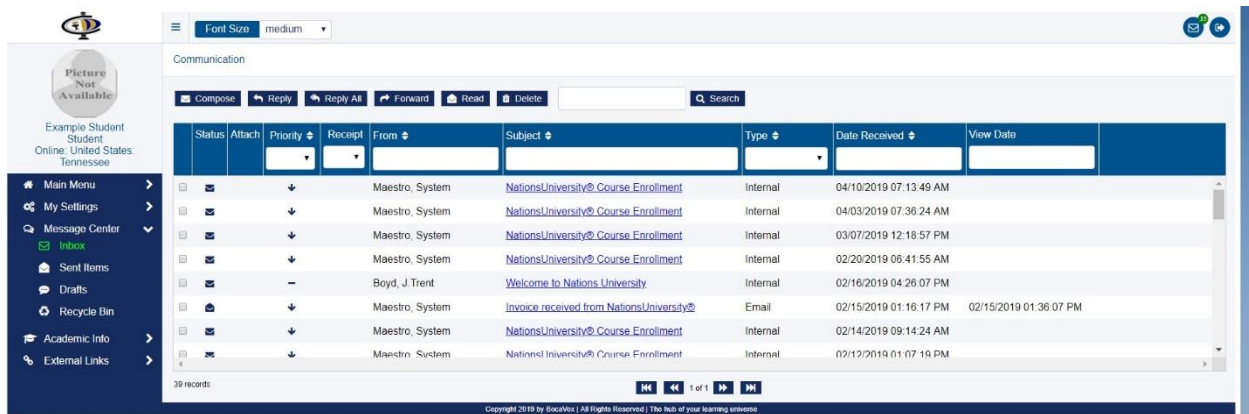 Font Size medium
35
Picture
Not
Available
Example Student
Student
Online: United States:
Tennessee
Main Menu
My Settings
Message Center
Inbox
Sent Items
Drafts
Recycle Bin
Academic Info
External Links
Communication
Compose Reply Reply All Forward Read Delete Search
Status Attach Priority Receipt From Subject Type Date Received View Date
Maestro, System NationsUniversity® Course Enrollment Internal 04/10/2019 07:13:49 AM
Maestro, System NationsUniversity® Course Enrollment Internal 04/03/2019 07:36:24 AM
Maestro, System NationsUniversity® Course Enrollment Internal 03/07/2019 12:18:57 PM
Maestro, System NationsUniversity® Course Enrollment Internal 02/20/2019 06:41:55 AM
Boyd, J.Trent Welcome to Nations University Internal 02/16/2019 04:26:07 PM
Maestro, System Invoice received from NationsUniversity® Email 02/15/2019 01:16:17 PM 02/15/2019 01:36:07 PM
Maestro, System NationsUniversity® Course Enrollment Internal 02/14/2019 09:14:24 AM
Maestro, System NationsUniversity® Course Enrollment Internal 02/12/2019 01:07:19 PM
39 records
1 of 1
Copyright 2019 by BocaVox | All Rights Reserved | The hub of your learning universe